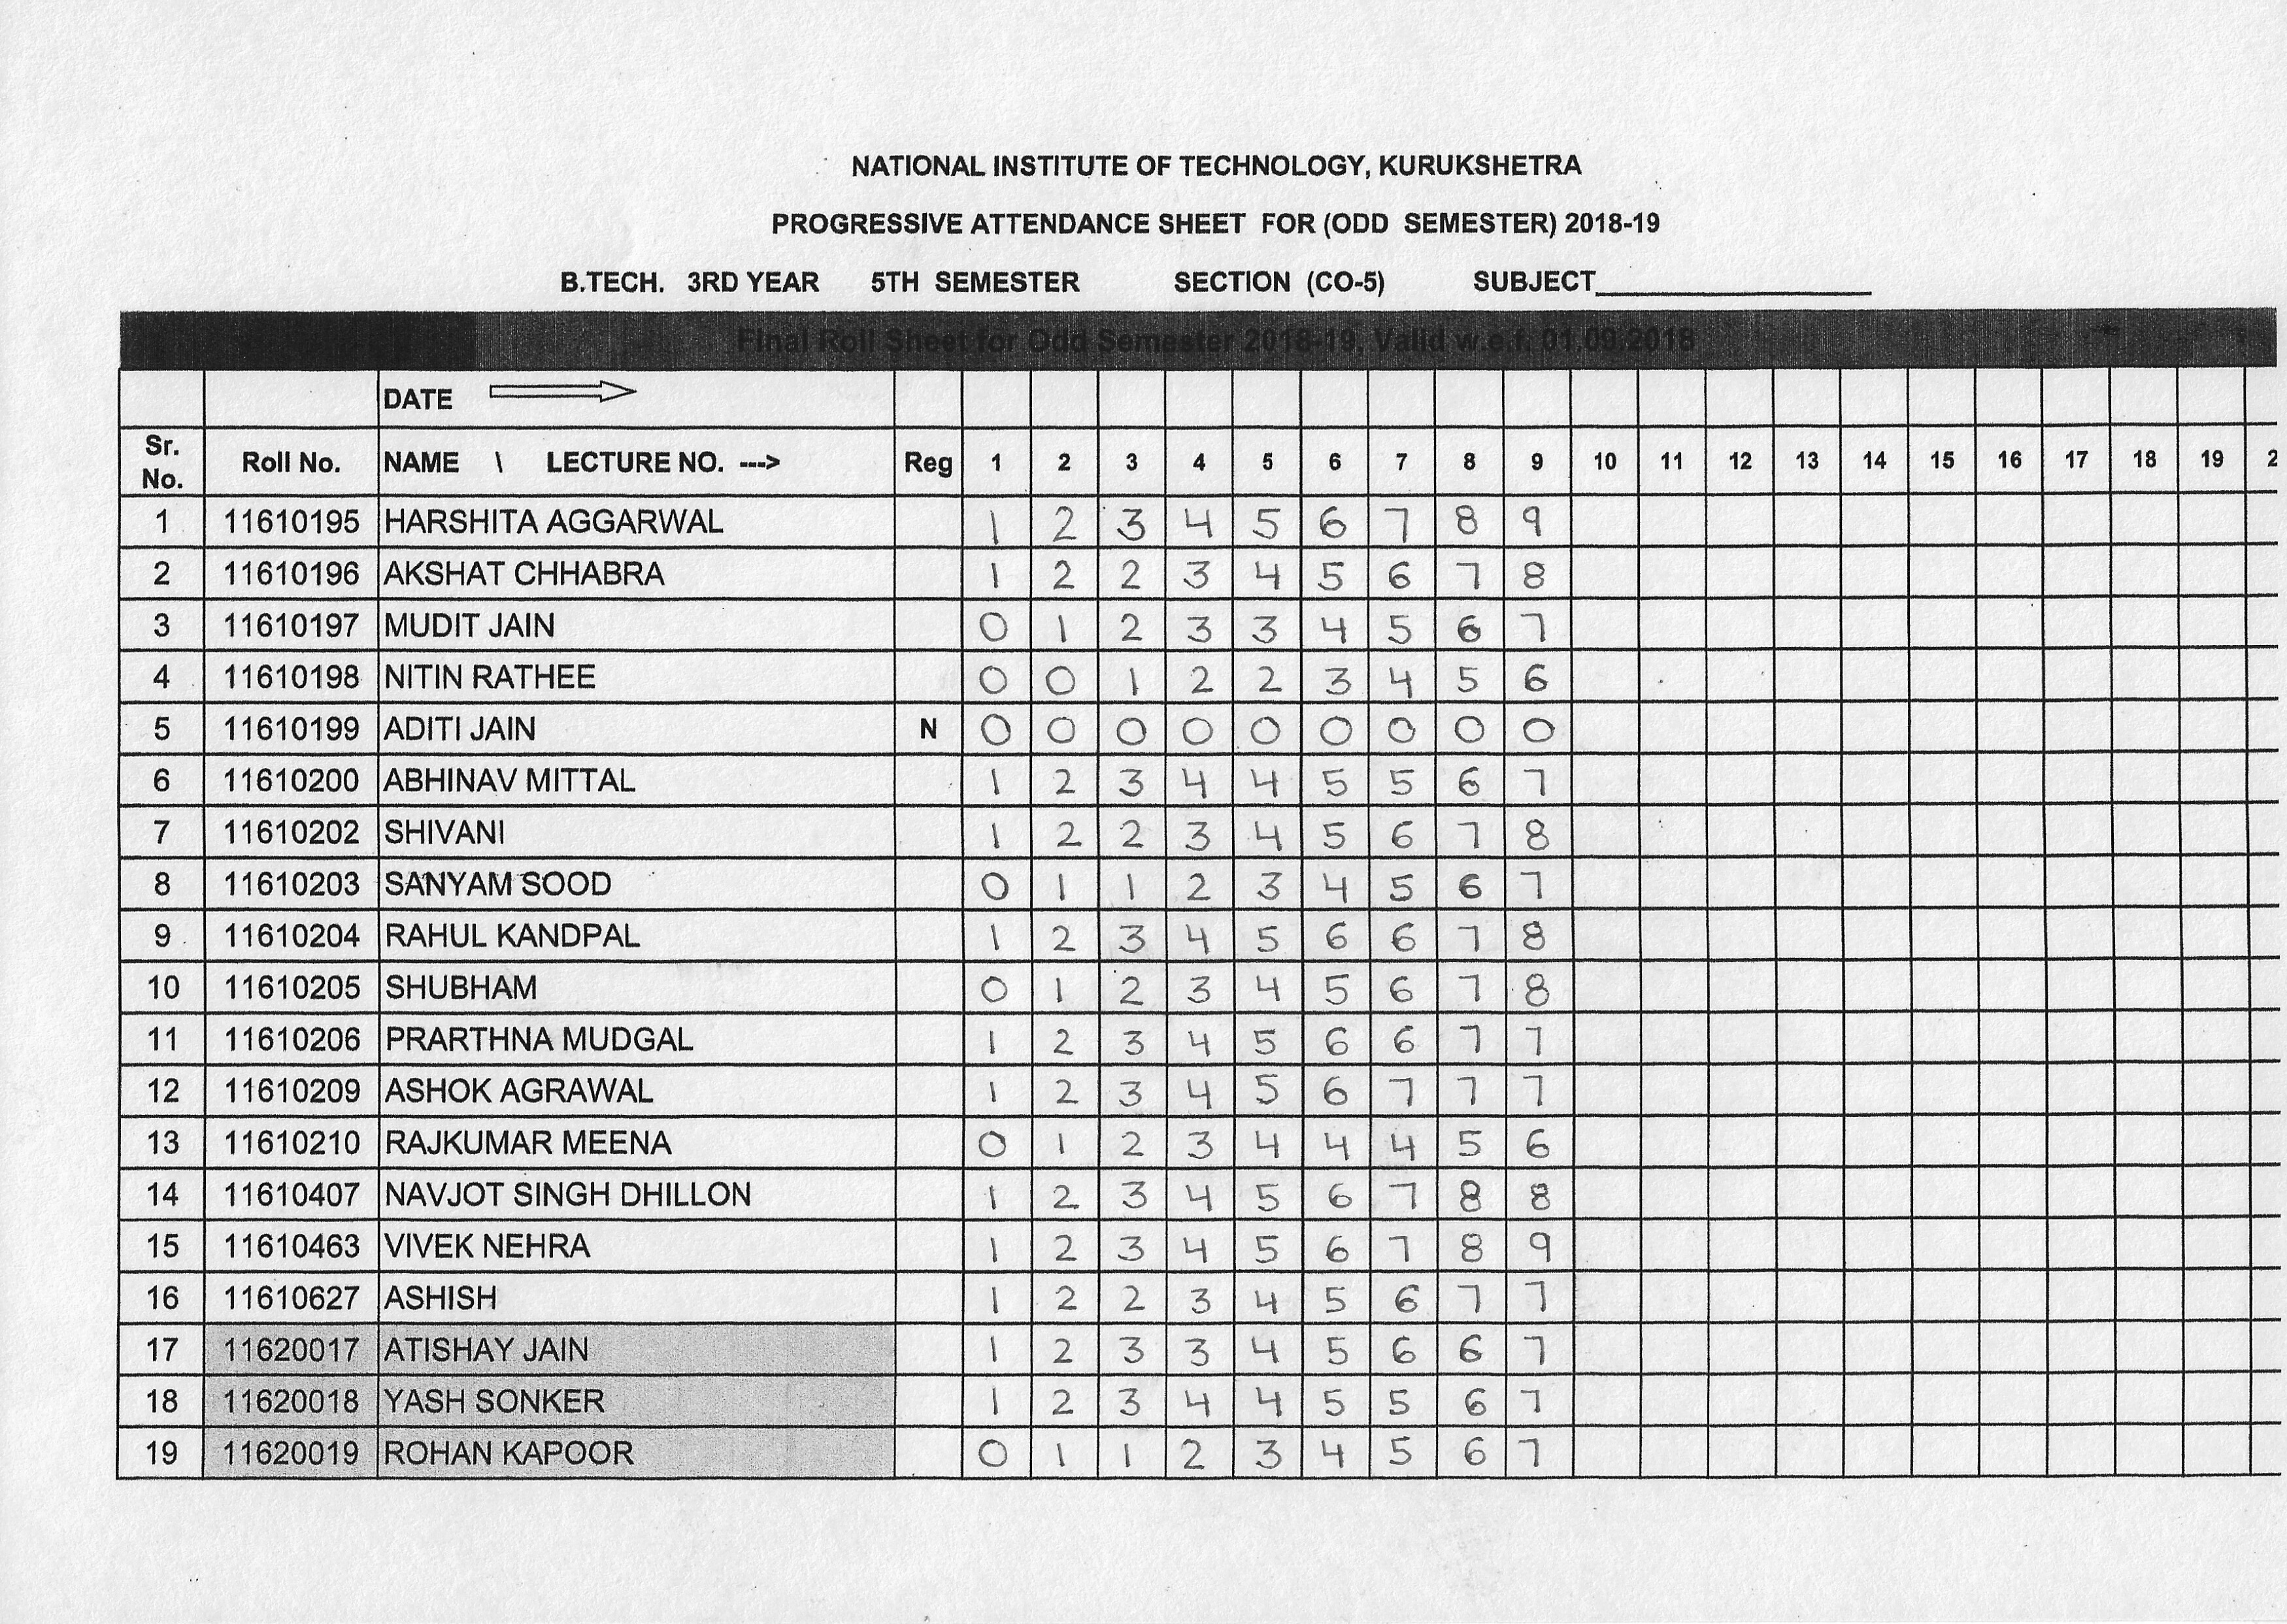 NATIONAL INSTITUTE OF TECHNOLOGY, KURUKSHETRA
PROGRESSIVE ATTENDANCE SHEET FOR (ODD SEMESTER) 2018-19
B.TECH. 3RD YEAR 5TH SEMESTER SECTION (CO-5) SUBJECT
Final Roll Sheet for Odd Semester 2018-19, Valid w.e.f. 01.09.2018
DATE
Sr. No. Roll No. NAME \ LECTURE NO. ---> Reg 1 2 3 4 5 6 7 8 9 10 11 12 13 14 15 16 17 18 19 2
1 11610195 HARSHITA AGGARWAL 1 2 3 4 5 6 7 8 9
2 11610196 AKSHAT CHHABRA 1 2 2 3 4 5 6 7 8
3 11610197 MUDIT JAIN 0 1 2 3 3 4 5 6 7
4 11610198 NITIN RATHEE 0 0 1 2 2 3 4 5 6
5 11610199 ADITI JAIN N 0 0 0 0 0 0 0 0 0
6 11610200 ABHINAV MITTAL 1 2 3 4 4 5 5 6 7
7 11610202 SHIVANI 1 2 2 3 4 5 6 7 8
8 11610203 SANYAM SOOD 0 1 1 2 3 4 5 6 7
9 11610204 RAHUL KANDPAL 1 2 3 4 5 6 6 7 8
10 11610205 SHUBHAM 0 1 2 3 4 5 6 7 8
11 11610206 PRARTHNA MUDGAL 1 2 3 4 5 6 6 7 7
12 11610209 ASHOK AGRAWAL 1 2 3 4 5 6 7 7 7
13 11610210 RAJKUMAR MEENA 0 1 2 3 4 4 4 5 6
14 11610407 NAVJOT SINGH DHILLON 1 2 3 4 5 6 7 8 8
15 11610463 VIVEK NEHRA 1 2 3 4 5 6 7 8 9
16 11610627 ASHISH 1 2 2 3 4 5 6 7 7
17 11620017 ATISHAY JAIN 1 2 3 3 4 5 6 6 7
18 11620018 YASH SONKER 1 2 3 4 4 5 5 6 7
19 11620019 ROHAN KAPOOR 0 1 1 2 3 4 5 6 7